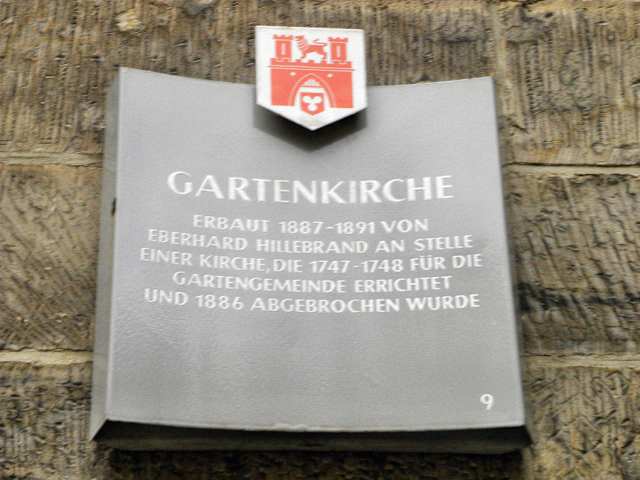 GARTENKIRCHE
ERBAUT 1887-1891 VON
EBERHARD HILLEBRAND AN STELLE
EINER KIRCHE, DIE 1747-1748 FÜR DIE
GARTENGEMEINDE ERRICHTET
UND 1886 ABGEBROCHEN WURDE
9